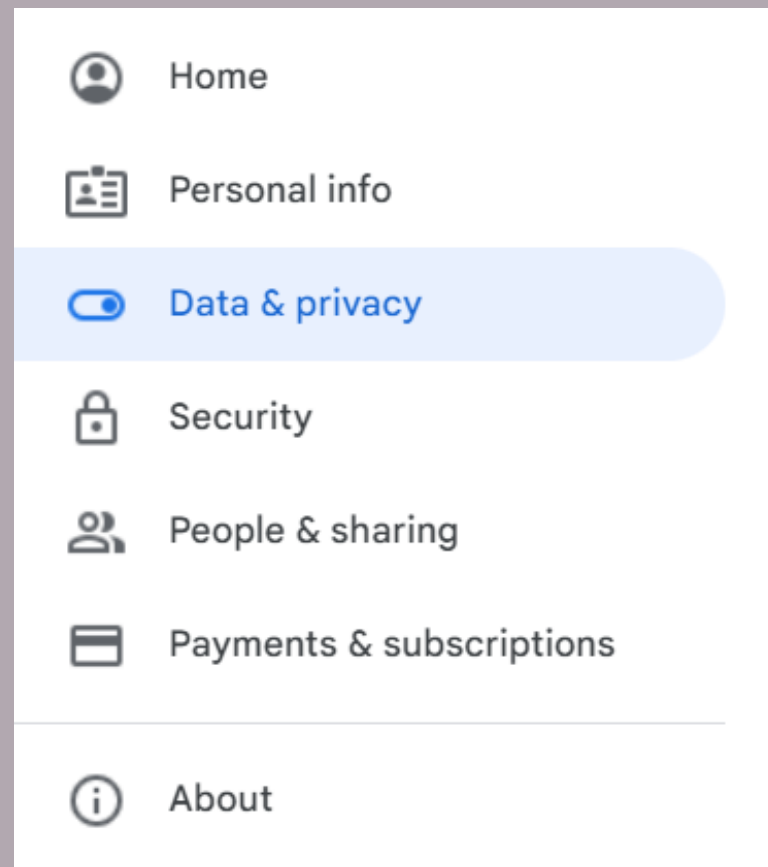 Home
Personal info
Data & privacy
Security
People & sharing
Payments & subscriptions
About